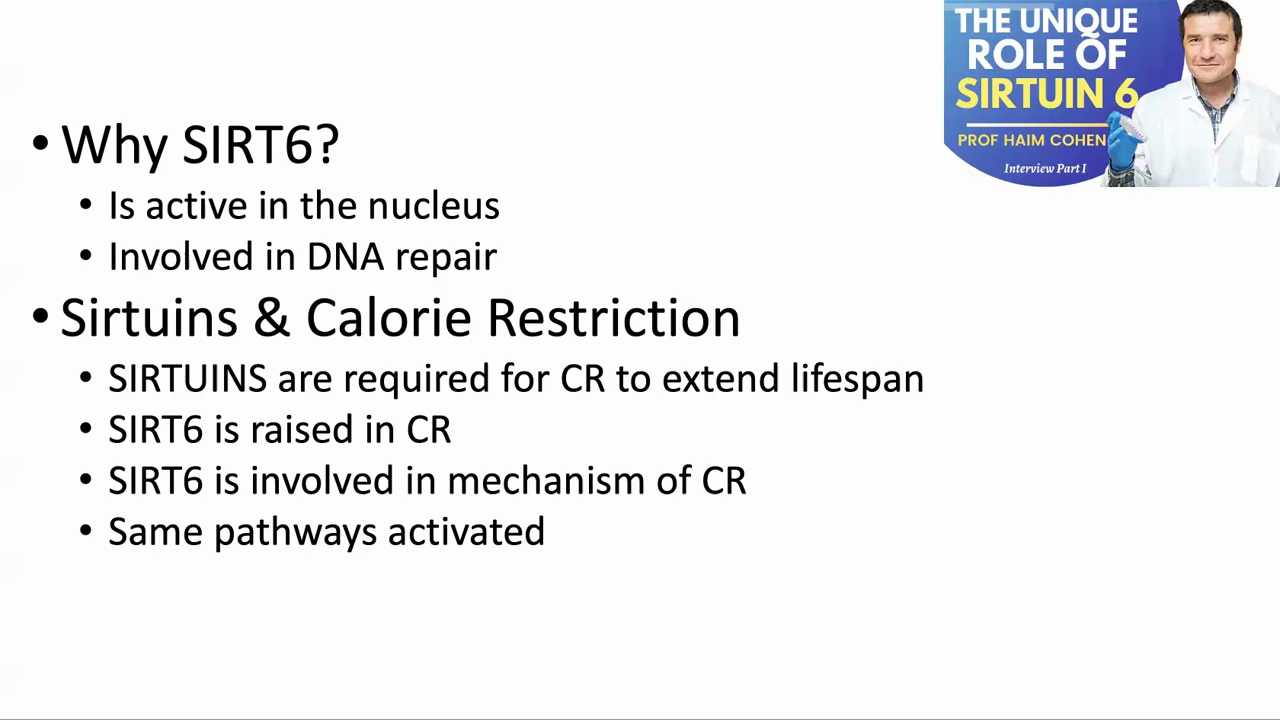 THE UNIQUE
ROLE OF
SIRTUIN 6
PROF HAIM COHEN
Interview Part I
• Why SIRT6?
• Is active in the nucleus
• Involved in DNA repair
• Sirtuins & Calorie Restriction
• SIRTUINS are required for CR to extend lifespan
• SIRT6 is raised in CR
• SIRT6 is involved in mechanism of CR
• Same pathways activated